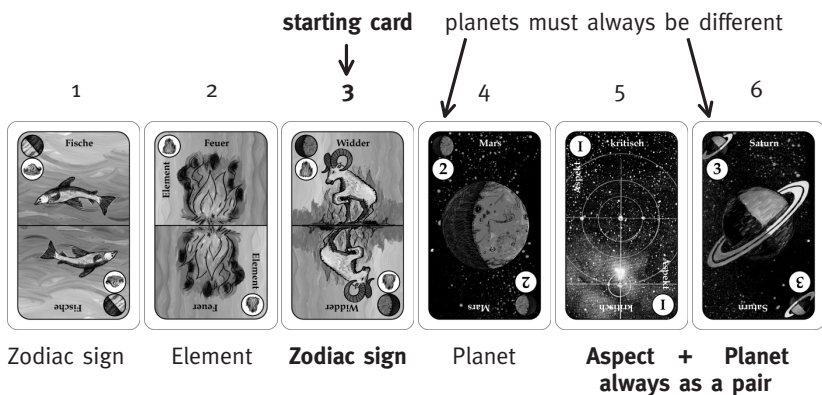 starting card planets must always be different
1 2 3 4 5 6
Fische Feuer Widder Mars kritisch Saturn
Element Aspekt
2 1 3
Element Aspekt
2 1 3
Fische Feuer Widder Mars kritisch Saturn
Zodiac sign Element Zodiac sign Planet Aspect + Planet
always as a pair